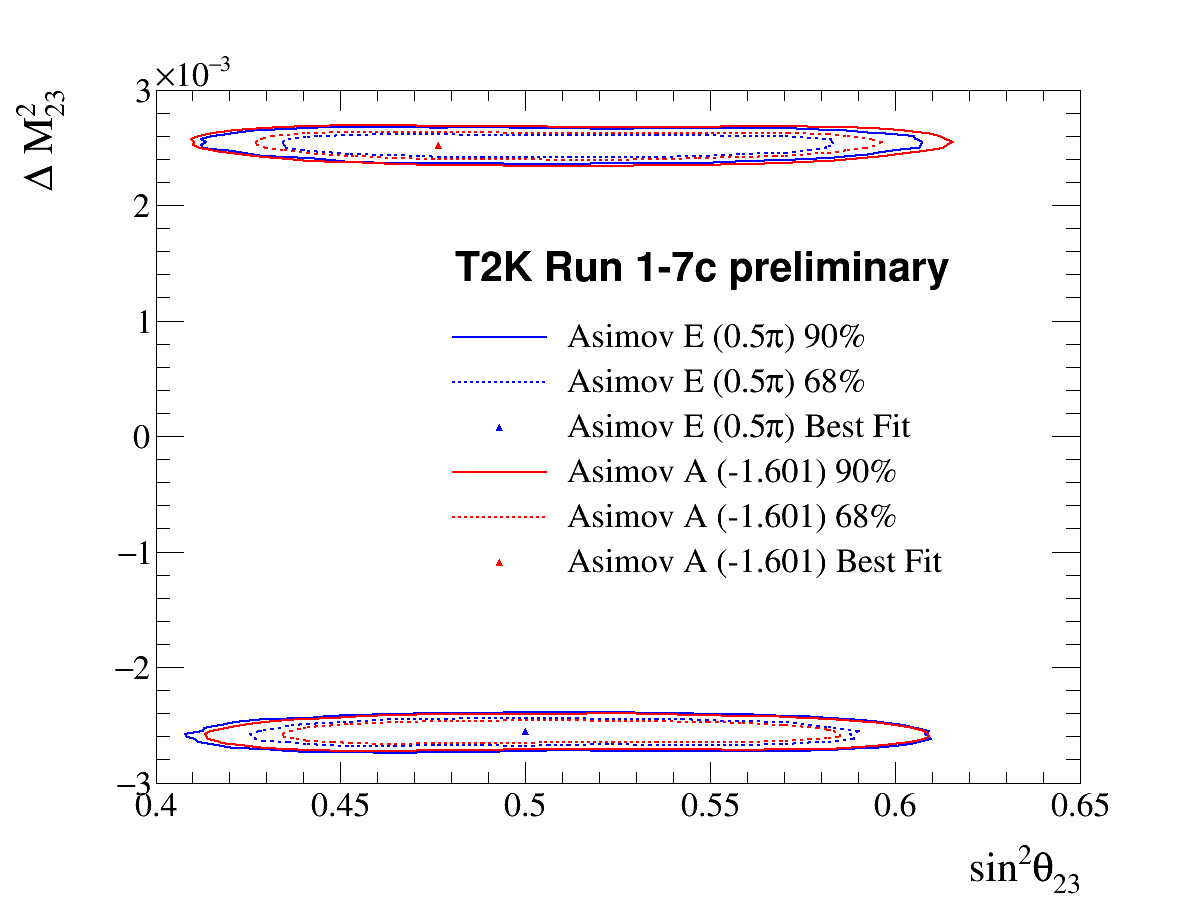 ×10⁻³
Δ M²₂₃
3
2
1
0
−1
−2
−3
T2K Run 1-7c preliminary
Asimov E (0.5π) 90%
Asimov E (0.5π) 68%
Asimov E (0.5π) Best Fit
Asimov A (-1.601) 90%
Asimov A (-1.601) 68%
Asimov A (-1.601) Best Fit
0.4 0.45 0.5 0.55 0.6 0.65
sin²θ₂₃